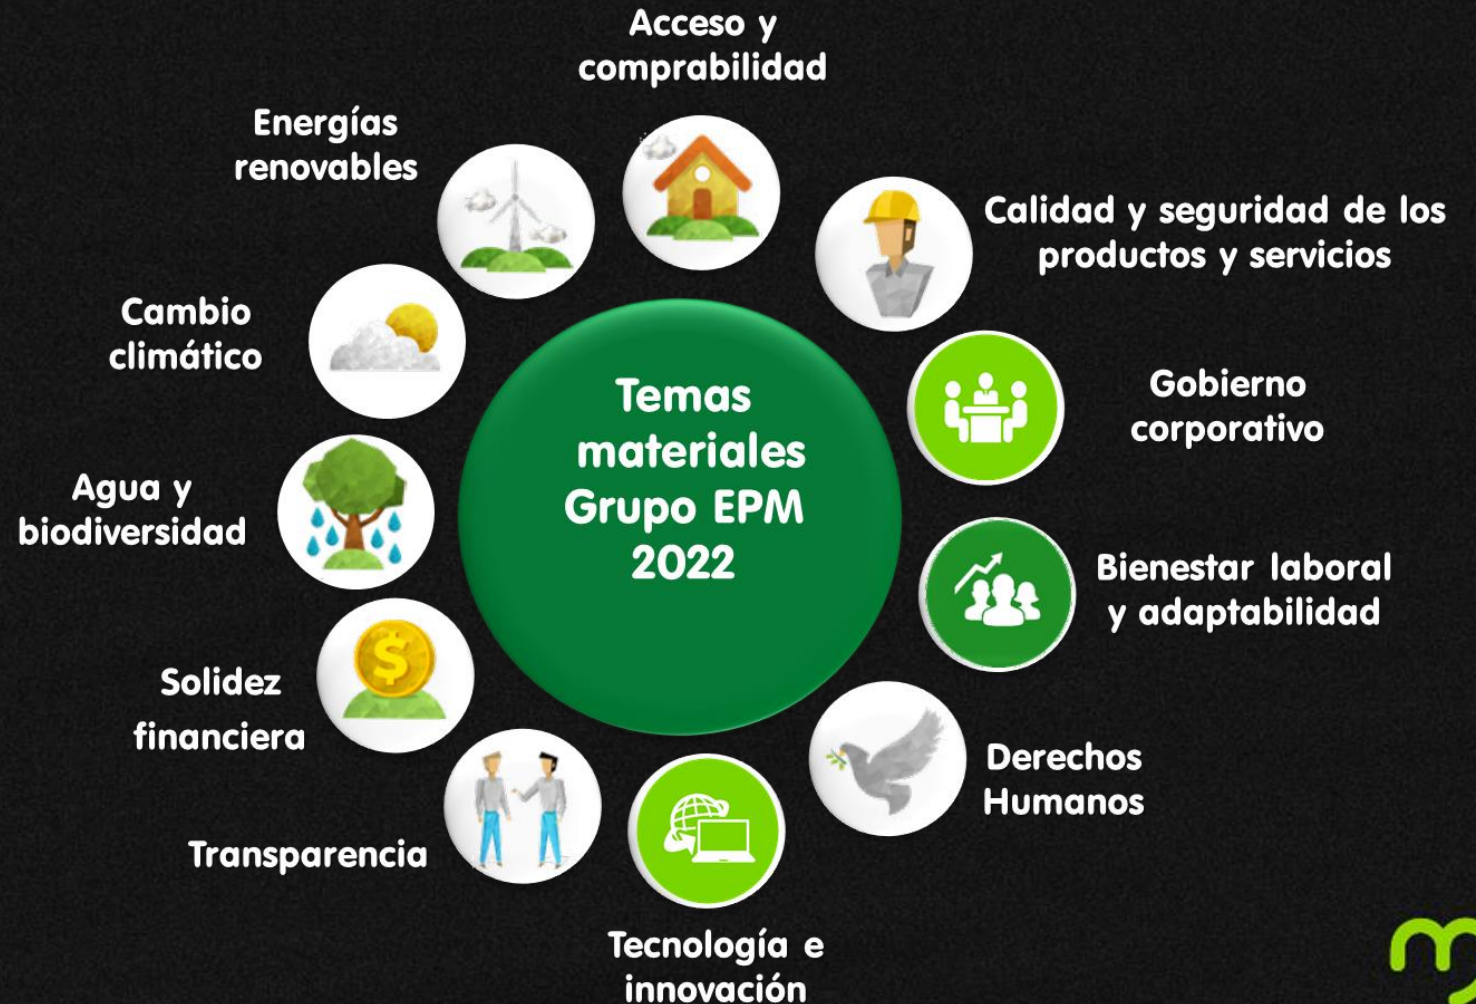 Acceso y
comprabilidad
Energías
renovables
Calidad y seguridad de los
productos y servicios
Cambio
climático
Temas
materiales
Grupo EPM
2022
Gobierno
corporativo
Agua y
biodiversidad
Bienestar laboral
y adaptabilidad
Solidez
financiera
Derechos
Humanos
Transparencia
Tecnología e
innovación
$